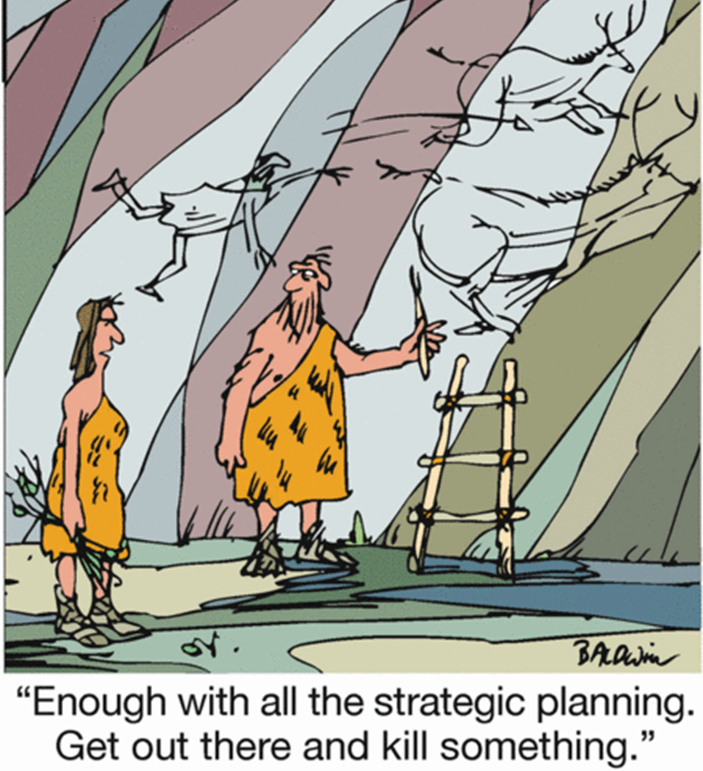 BALDWIN
“Enough with all the strategic planning.
Get out there and kill something.”